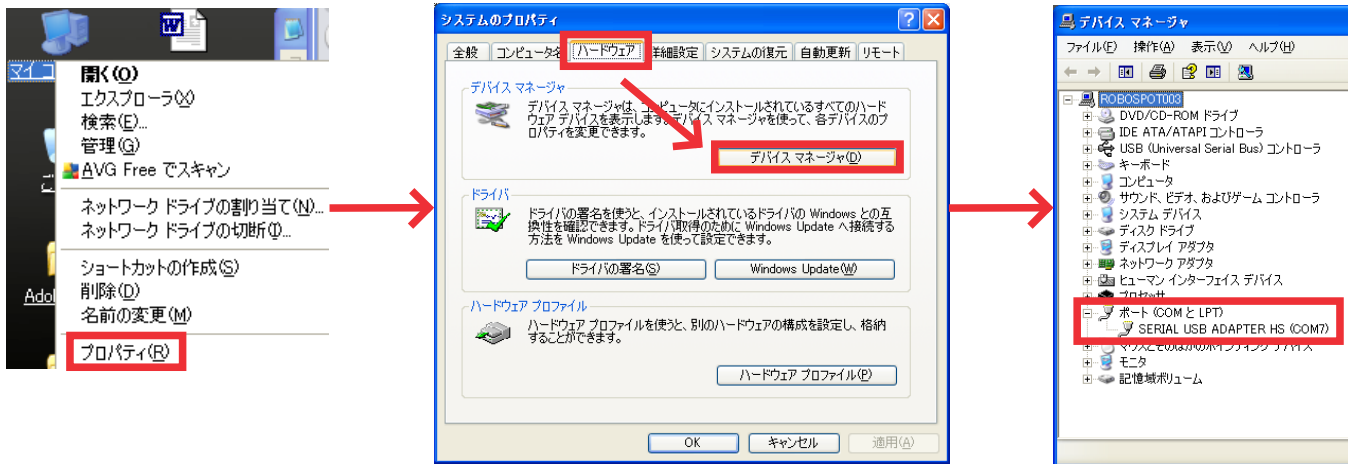 マイコ
Adol
開く(O)
エクスプローラ(X)
検索(E)...
管理(G)
AVG Free でスキャン
ネットワーク ドライブの割り当て(N)...
ネットワーク ドライブの切断(I)...
ショートカットの作成(S)
削除(D)
名前の変更(M)
プロパティ(R)
システムのプロパティ
全般 コンピュータ名 ハードウェア 詳細設定 システムの復元 自動更新 リモート
デバイス マネージャ
デバイス マネージャは、コンピュータにインストールされているすべてのハード
ウェア デバイスを表示します。デバイス マネージャを使って、各デバイスのプ
ロパティを変更できます。
デバイス マネージャ(D)
ドライバ
ドライバの署名を使うと、インストールされているドライバの Windows との互
換性を確認できます。ドライバ取得のために Windows Update へ接続する
方法を Windows Update を使って設定できます。
ドライバの署名(S) Windows Update(W)
ハードウェア プロファイル
ハードウェア プロファイルを使うと、別のハードウェアの構成を設定し、格納
することができます。
ハードウェア プロファイル(P)
OK キャンセル 適用(A)
デバイス マネージャ
ファイル(F) 操作(A) 表示(V) ヘルプ(H)
ROBOSPOT003
DVD/CD-ROM ドライブ
IDE ATA/ATAPI コントローラ
USB (Universal Serial Bus) コントローラ
キーボード
コンピュータ
サウンド、ビデオ、およびゲーム コントローラ
システム デバイス
ディスク ドライブ
ディスプレイ アダプタ
ネットワーク アダプタ
ヒューマン インターフェイス デバイス
プロセッサ
ポート (COM と LPT)
SERIAL USB ADAPTER HS (COM7)
マウスとそのほかのポインティング デバイス
モニタ
記憶域ボリューム